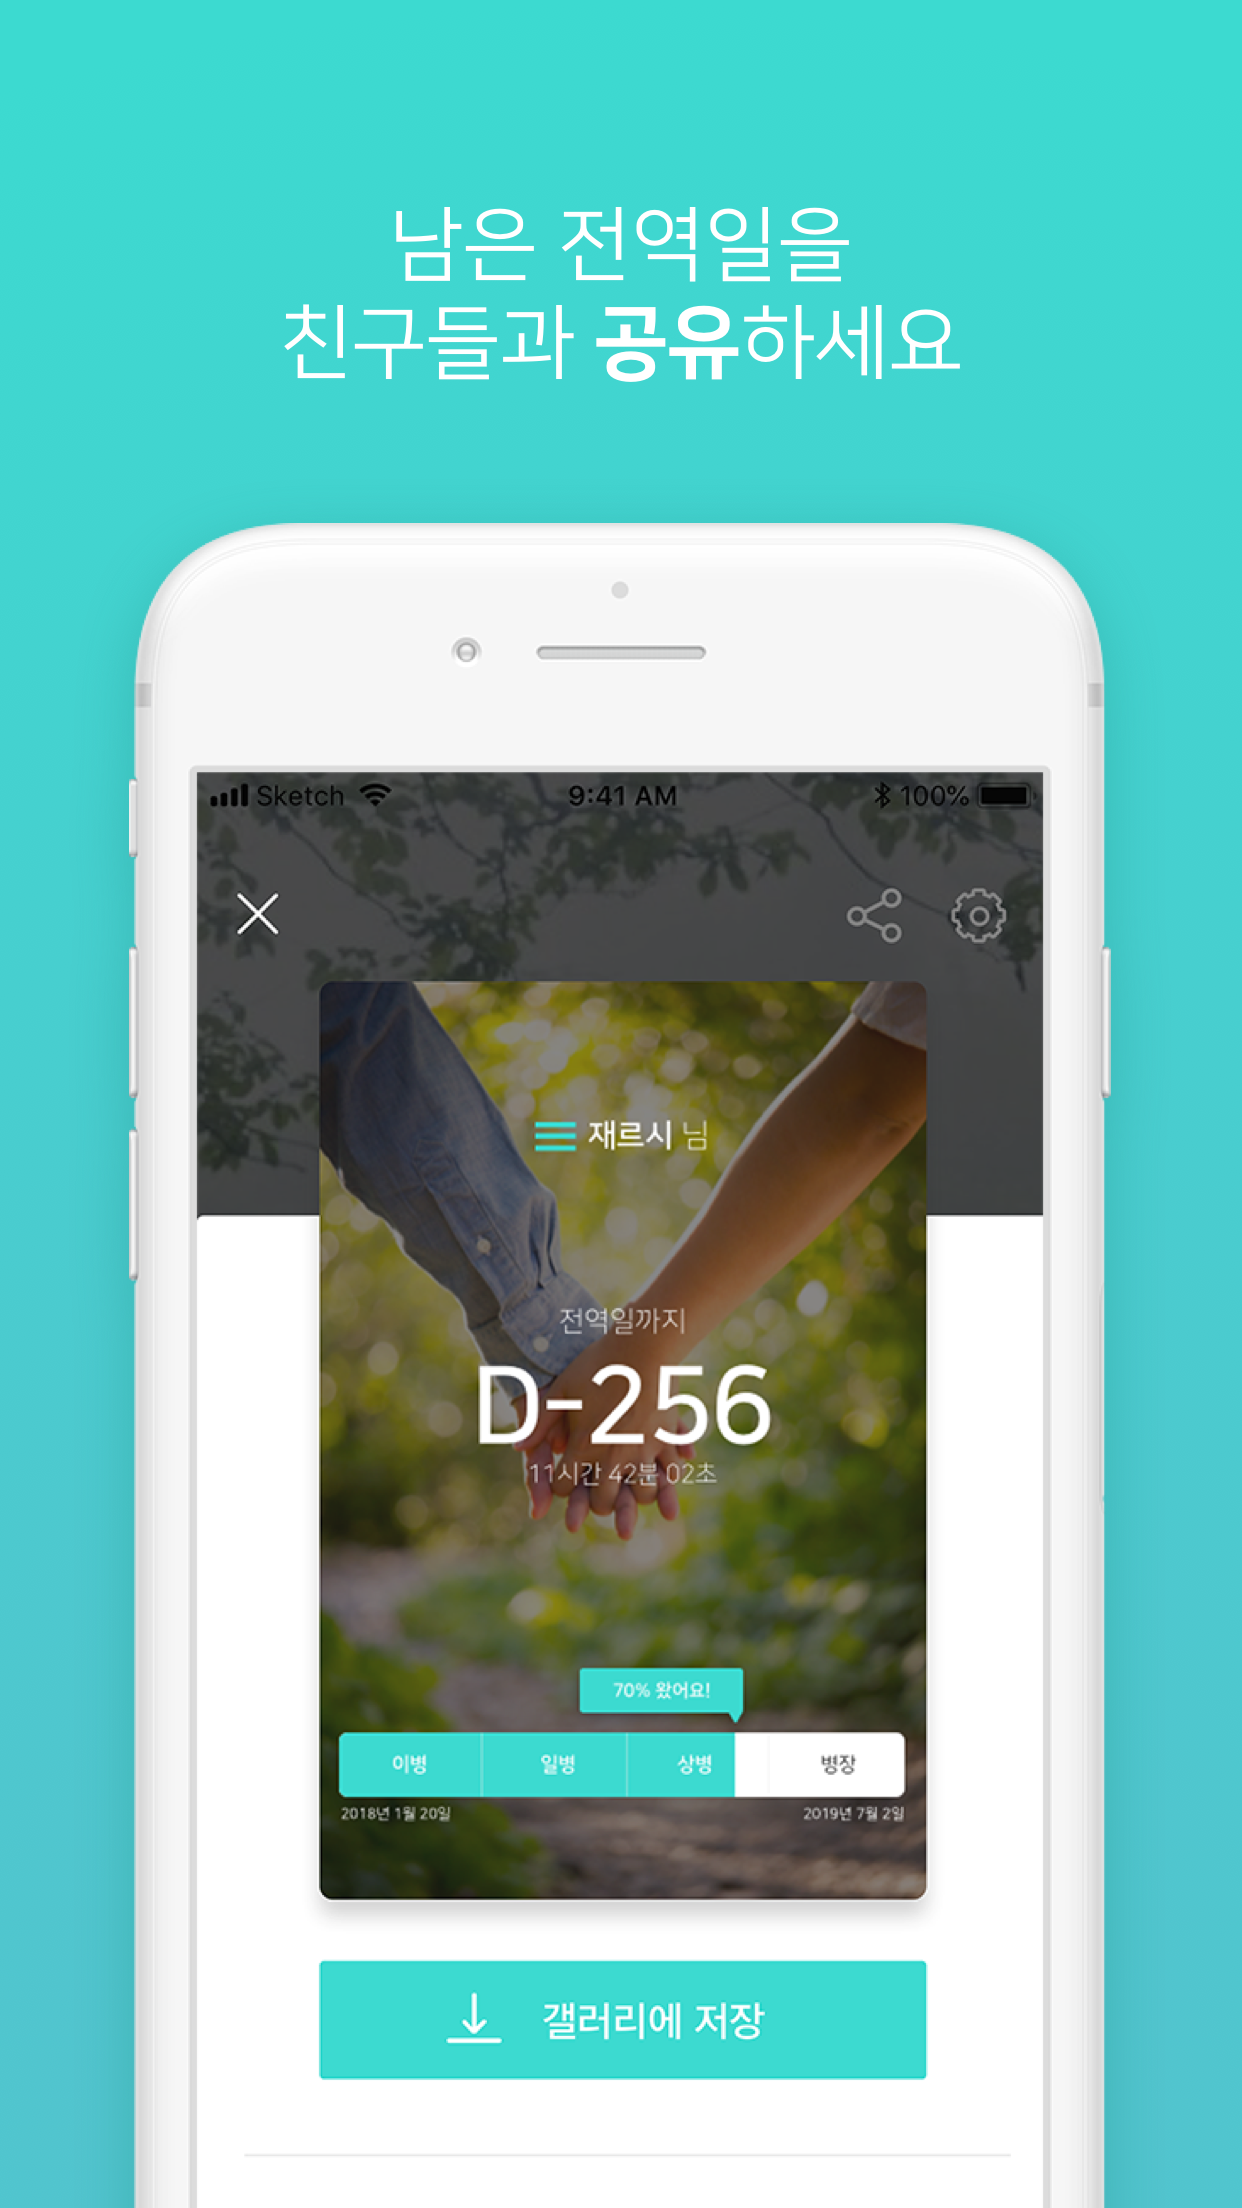 남은 전역일을
친구들과 공유하세요
Sketch 9:41 AM 100%
재르시 님
전역일까지
D-256
11시간 42분 02초
70% 왔어요!
이병 일병 상병 병장
2018년 1월 20일 2019년 7월 2일
갤러리에 저장